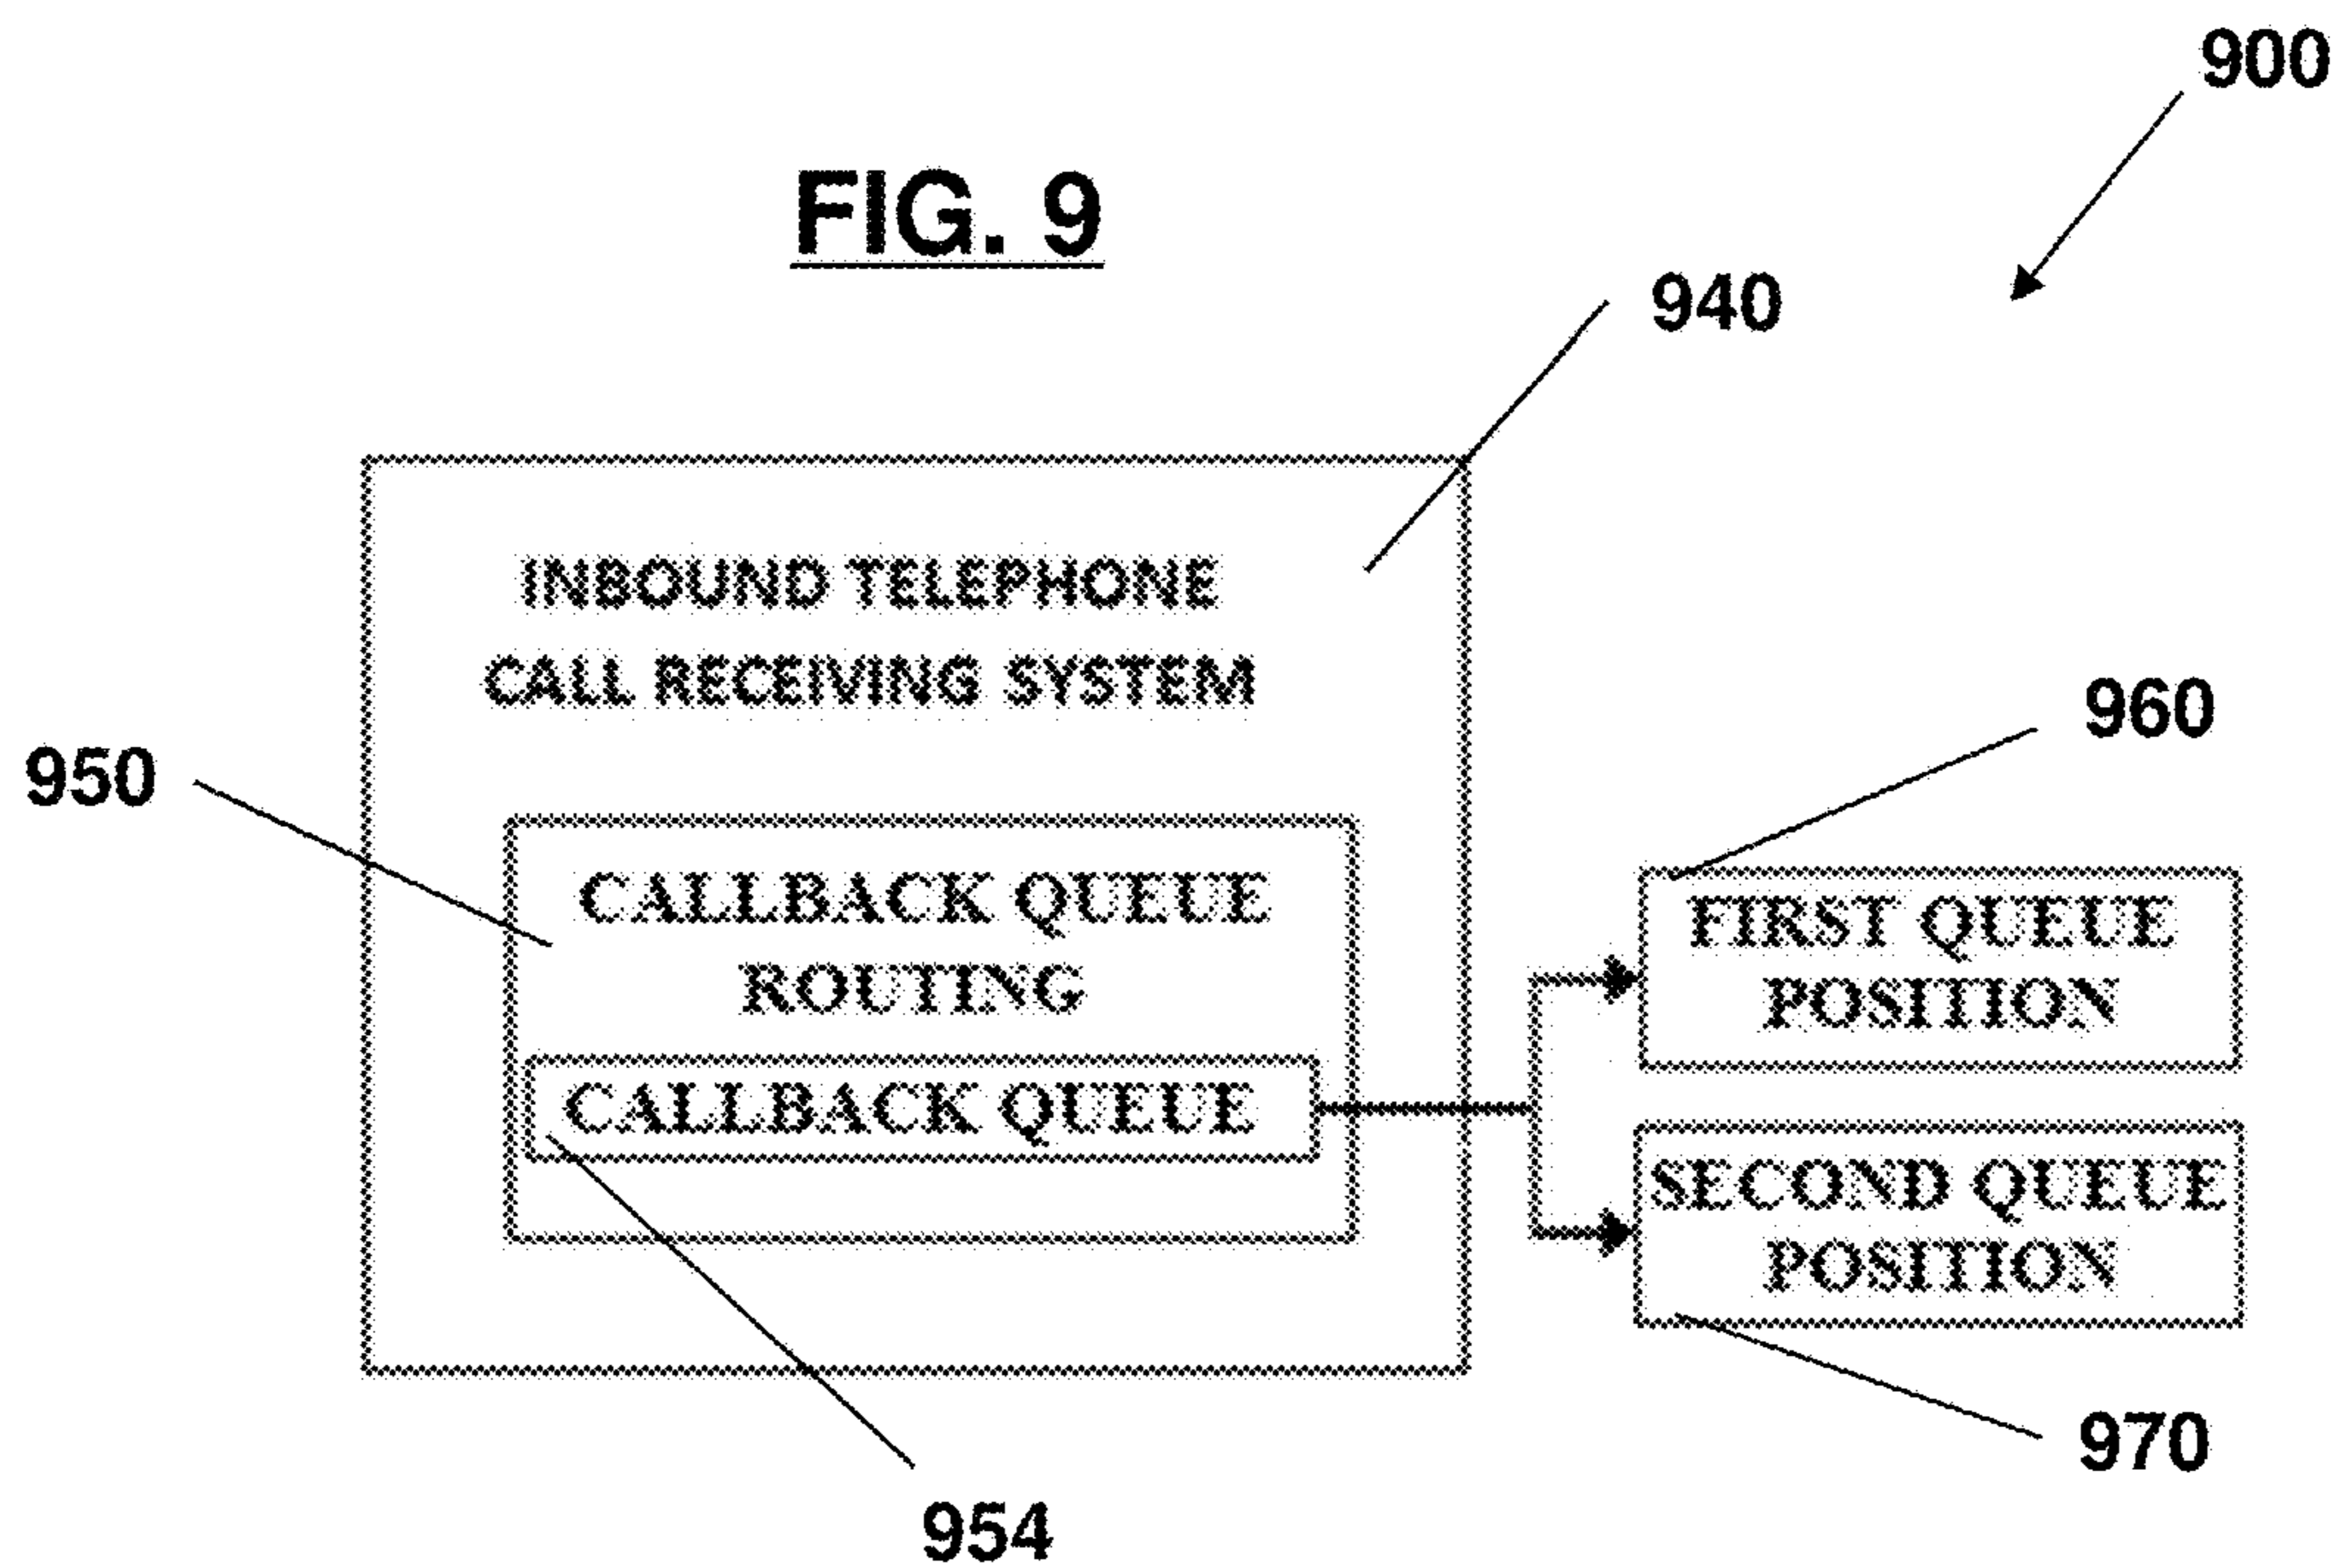 900
FIG. 9
940
INBOUND TELEPHONE
CALL RECEIVING SYSTEM
960
950
CALLBACK QUEUE
ROUTING
FIRST QUEUE
POSITION
CALLBACK QUEUE
SECOND QUEUE
POSITION
970
954